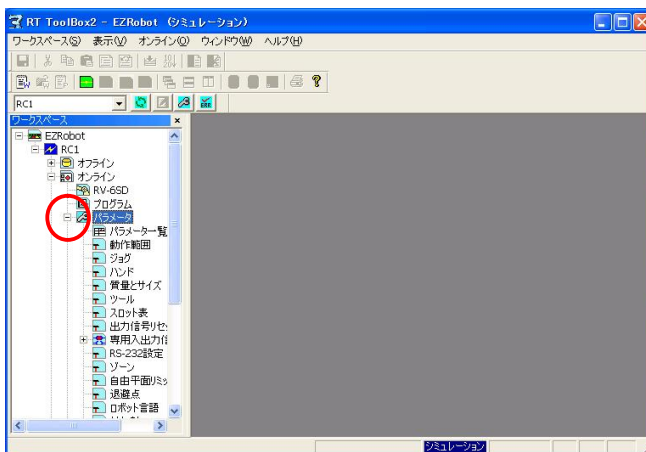 RT ToolBox2 - EZRobot (シミュレーション)
ワークスペース(S) 表示(V) オンライン(O) ウィンドウ(W) ヘルプ(H)
RC1
ワークスペース
EZRobot
RC1
オフライン
オンライン
RV-6SD
プログラム
パラメータ
パラメーター覧
動作範囲
ジョグ
ハンド
質量とサイズ
ツール
スロット表
出力信号リセ
専用入出力信
RS-232設定
ゾーン
自由平面リミッ
退避点
ロボット言語
シミュレーション